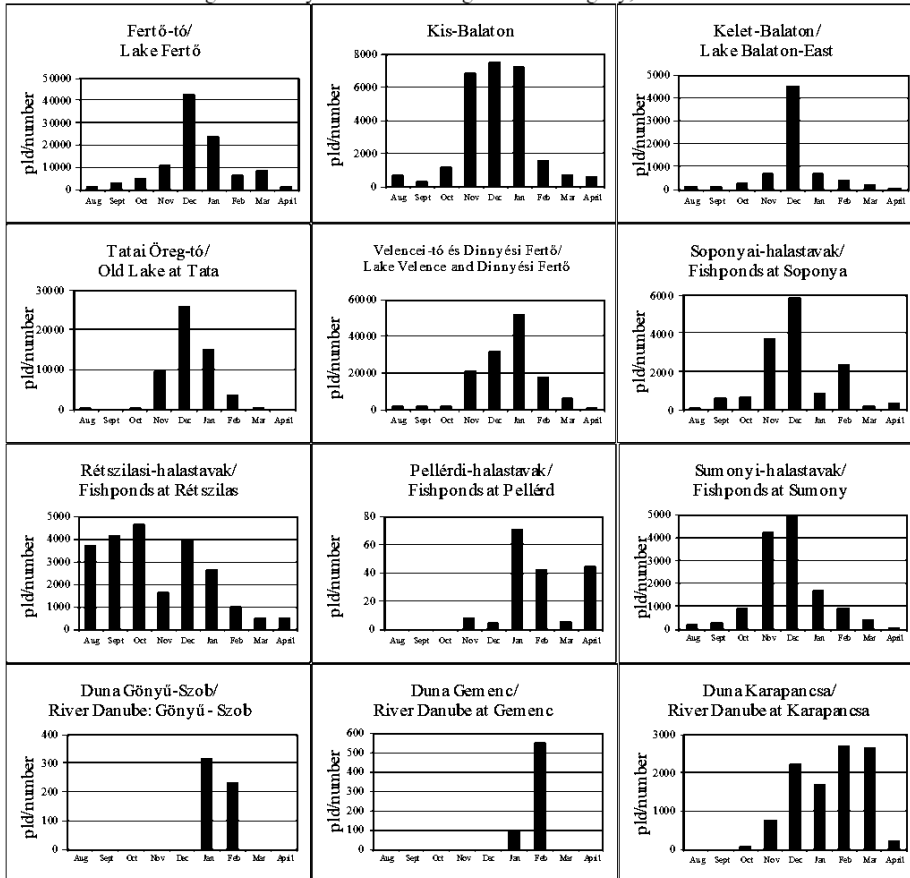 Fertő-tó/
Lake Fertő
pld/number
50000
40000
30000
20000
10000
0
Aug Sept Oct Nov Dec Jan Feb Mar April
Kis-Balaton
pld/number
8000
6000
4000
2000
0
Aug Sept Oct Nov Dec Jan Feb Mar April
Kelet-Balaton/
Lake Balaton-East
pld/number
5000
4000
3000
2000
1000
0
Aug Sept Oct Nov Dec Jan Feb Mar April
Tatai Öreg-tó/
Old Lake at Tata
pld/number
30000
20000
10000
0
Aug Sept Oct Nov Dec Jan Feb Mar April
Velencei-tó és Dinnyési Fertő/
Lake Velence and Dinnyési Fertő
pld/number
60000
40000
20000
0
Aug Sept Oct Nov Dec Jan Feb Mar April
Soponyai-halastavak/
Fishponds at Soponya
pld/number
6000
4000
2000
0
Aug Sept Oct Nov Dec Jan Feb Mar April
Rétszilasi-halastavak/
Fishponds at Rétszilas
pld/number
5000
4000
3000
2000
1000
0
Aug Sept Oct Nov Dec Jan Feb Mar April
Pellérdi-halastavak/
Fishponds at Pellérd
pld/number
80
60
40
20
0
Aug Sept Oct Nov Dec Jan Feb Mar April
Sumonyi-halastavak/
Fishponds at Sumony
pld/number
5000
4000
3000
2000
1000
0
Aug Sept Oct Nov Dec Jan Feb Mar April
Duna Gönyű-Szob/
River Danube: Gönyű - Szob
pld/number
400
300
200
100
00
Aug Sept Oct Nov Dec Jan Feb Mar April
Duna Gemenc/
River Danube at Gemenc
pld/number
600
500
400
300
200
100
0
Aug Sept Oct Nov Dec Jan Feb Mar April
Duna Karapancsa/
River Danube at Karapancsa
pld/number
3000
2000
1000
0
Aug Sept Oct Nov Dec Jan Feb Mar April